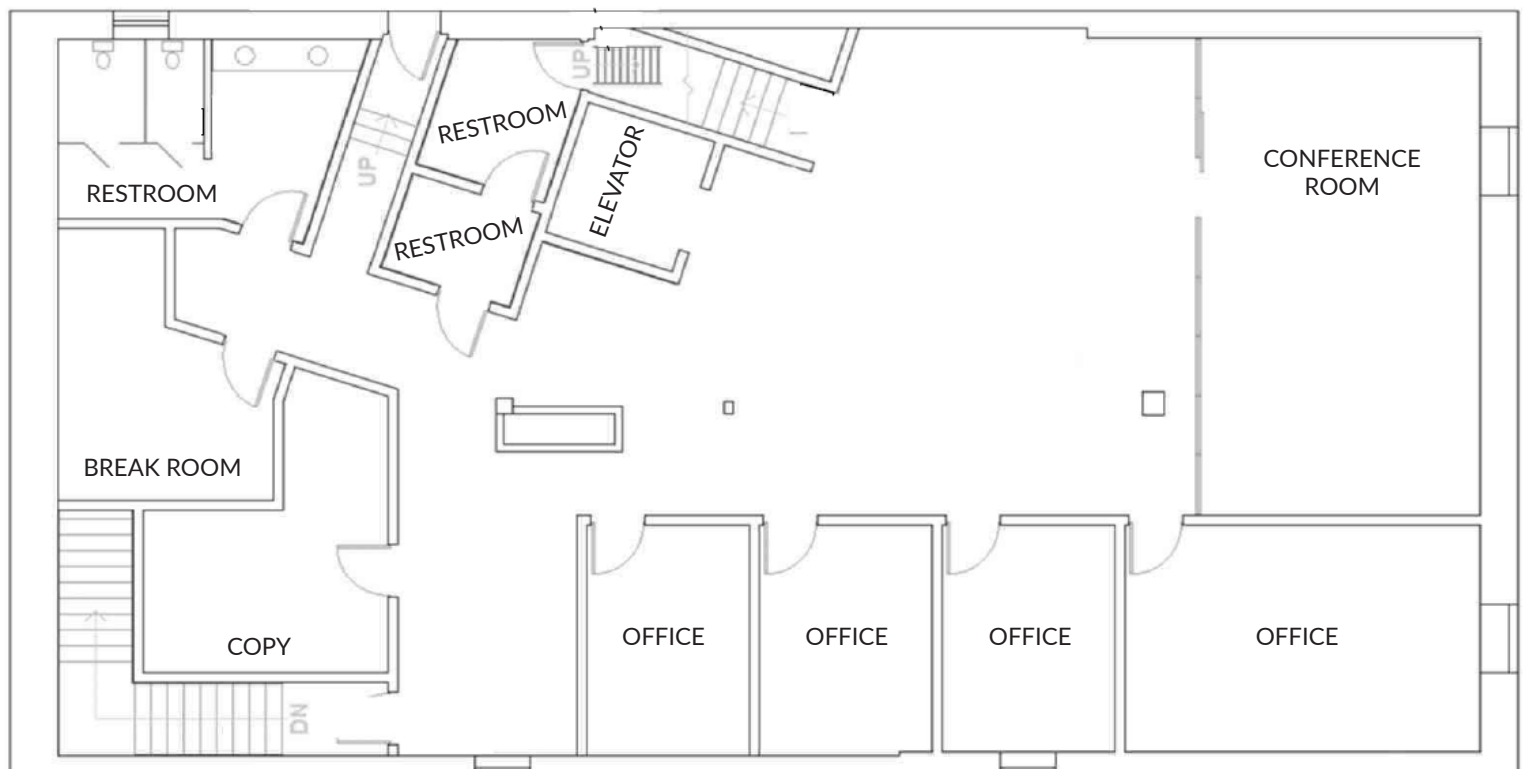 UP
RESTROOM
CONFERENCE
ROOM
ELEVATOR
UP
RESTROOM
RESTROOM
BREAK ROOM
OFFICE
OFFICE
OFFICE
OFFICE
COPY
DN